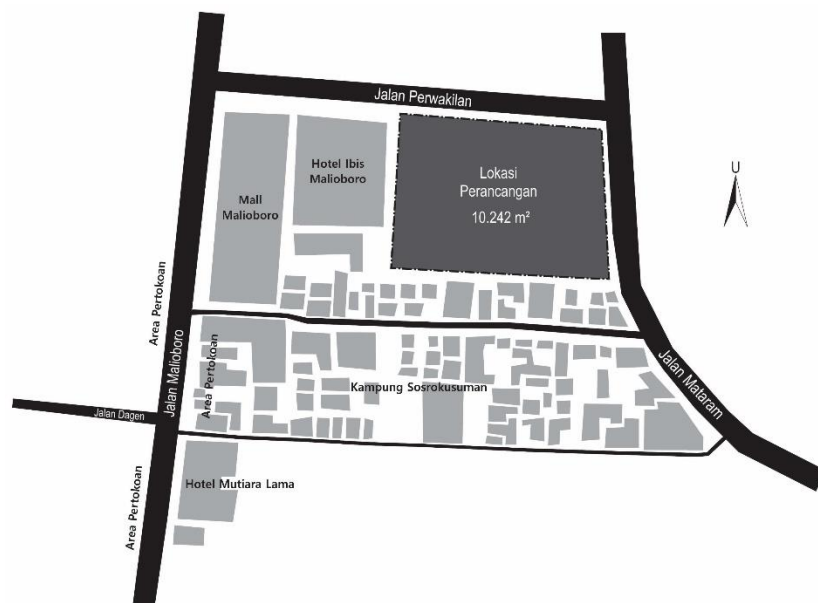 Jalan Perwakilan
Hotel Ibis
Malioboro
Lokasi
Perancangan
10.242 m²
U
Mall
Malioboro
Area Pertokoan
Jalan Malioboro
Area Pertokoan
Kampung Sosrokusuman
Jalan Mataram
Jalan Dagen
Area Pertokoan
Hotel Mutiara Lama